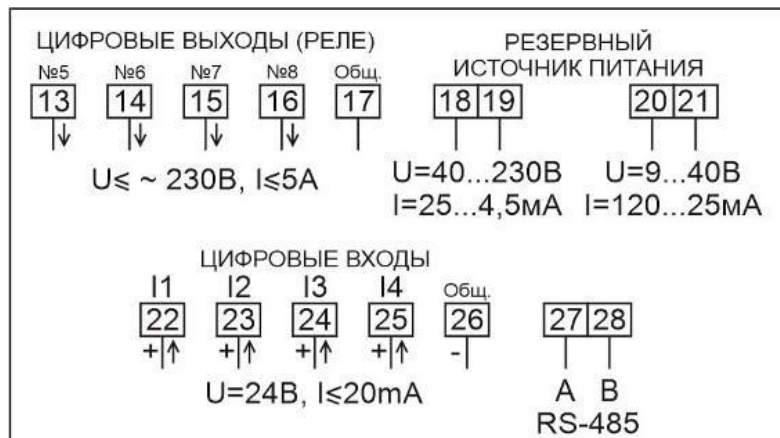 ЦИФРОВЫЕ ВЫХОДЫ (РЕЛЕ)
№5 №6 №7 №8 Общ.
13 14 15 16 17
U⩽ ~ 230В, I⩽5А
РЕЗЕРВНЫЙ
ИСТОЧНИК ПИТАНИЯ
18 19 20 21
U=40...230В U=9...40В
I=25...4,5мА I=120...25мА
ЦИФРОВЫЕ ВХОДЫ
I1 I2 I3 I4 Общ.
22 23 24 25 26
+ + + + -
U=24В, I⩽20mA
27 28
A B
RS-485